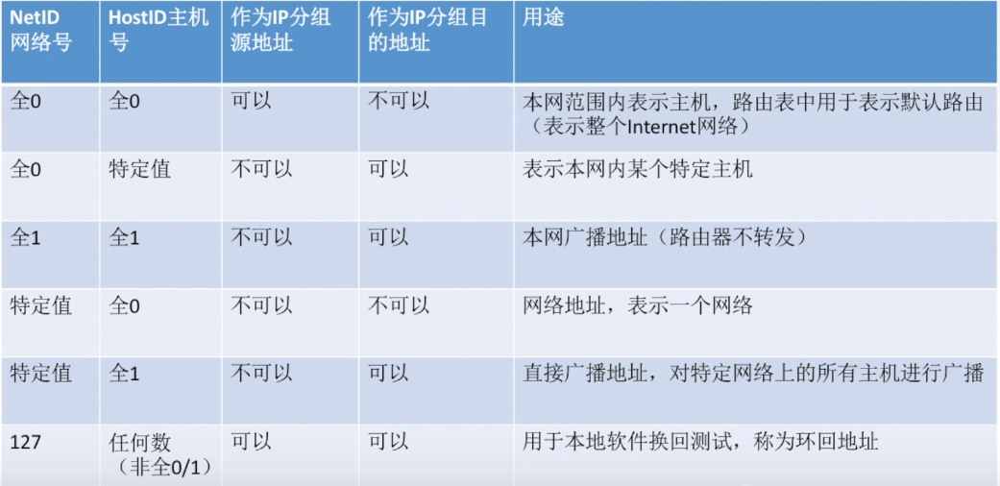 NetID 网络号
HostID主机号
作为IP分组源地址
作为IP分组目的地址
用途
全0
全0
可以
不可以
本网范围内表示主机，路由表中用于表示默认路由
（表示整个Internet网络）
全0
特定值
不可以
可以
表示本网内某个特定主机
全1
全1
不可以
可以
本网广播地址（路由器不转发）
特定值
全0
不可以
不可以
网络地址，表示一个网络
特定值
全1
不可以
可以
直接广播地址，对特定网络上的所有主机进行广播
127
任何数
（非全0/1）
可以
可以
用于本地软件换回测试，称为环回地址